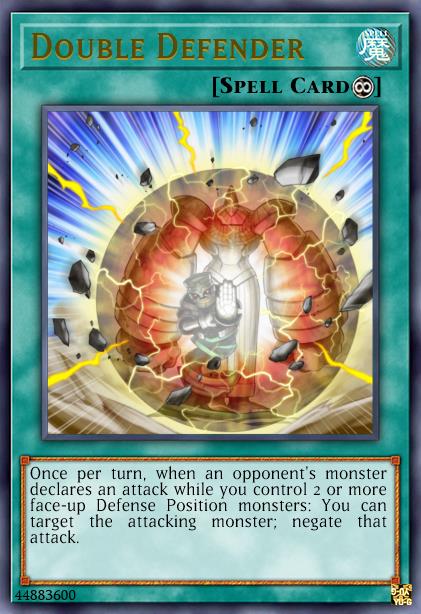 DOUBLE DEFENDER
SPELL
魔
[SPELL CARD]
Once per turn, when an opponent's monster
declares an attack while you control 2 or more
face-up Defense Position monsters: You can
target the attacking monster; negate that
attack.
44883600